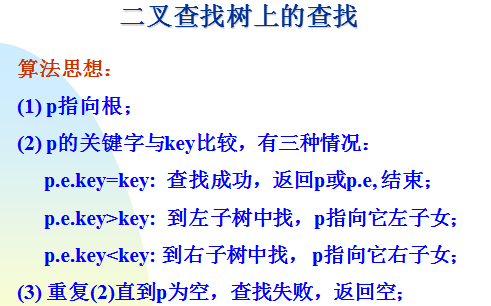 二叉查找树上的查找
算法思想：
(1) p指向根；
(2) p的关键字与key比较，有三种情况：
p.e.key=key: 查找成功，返回p或p.e, 结束；
p.e.key>key: 到左子树中找，p指向它左子女；
p.e.key<key: 到右子树中找， p指向它右子女；
(3) 重复(2)直到p为空，查找失败，返回空；